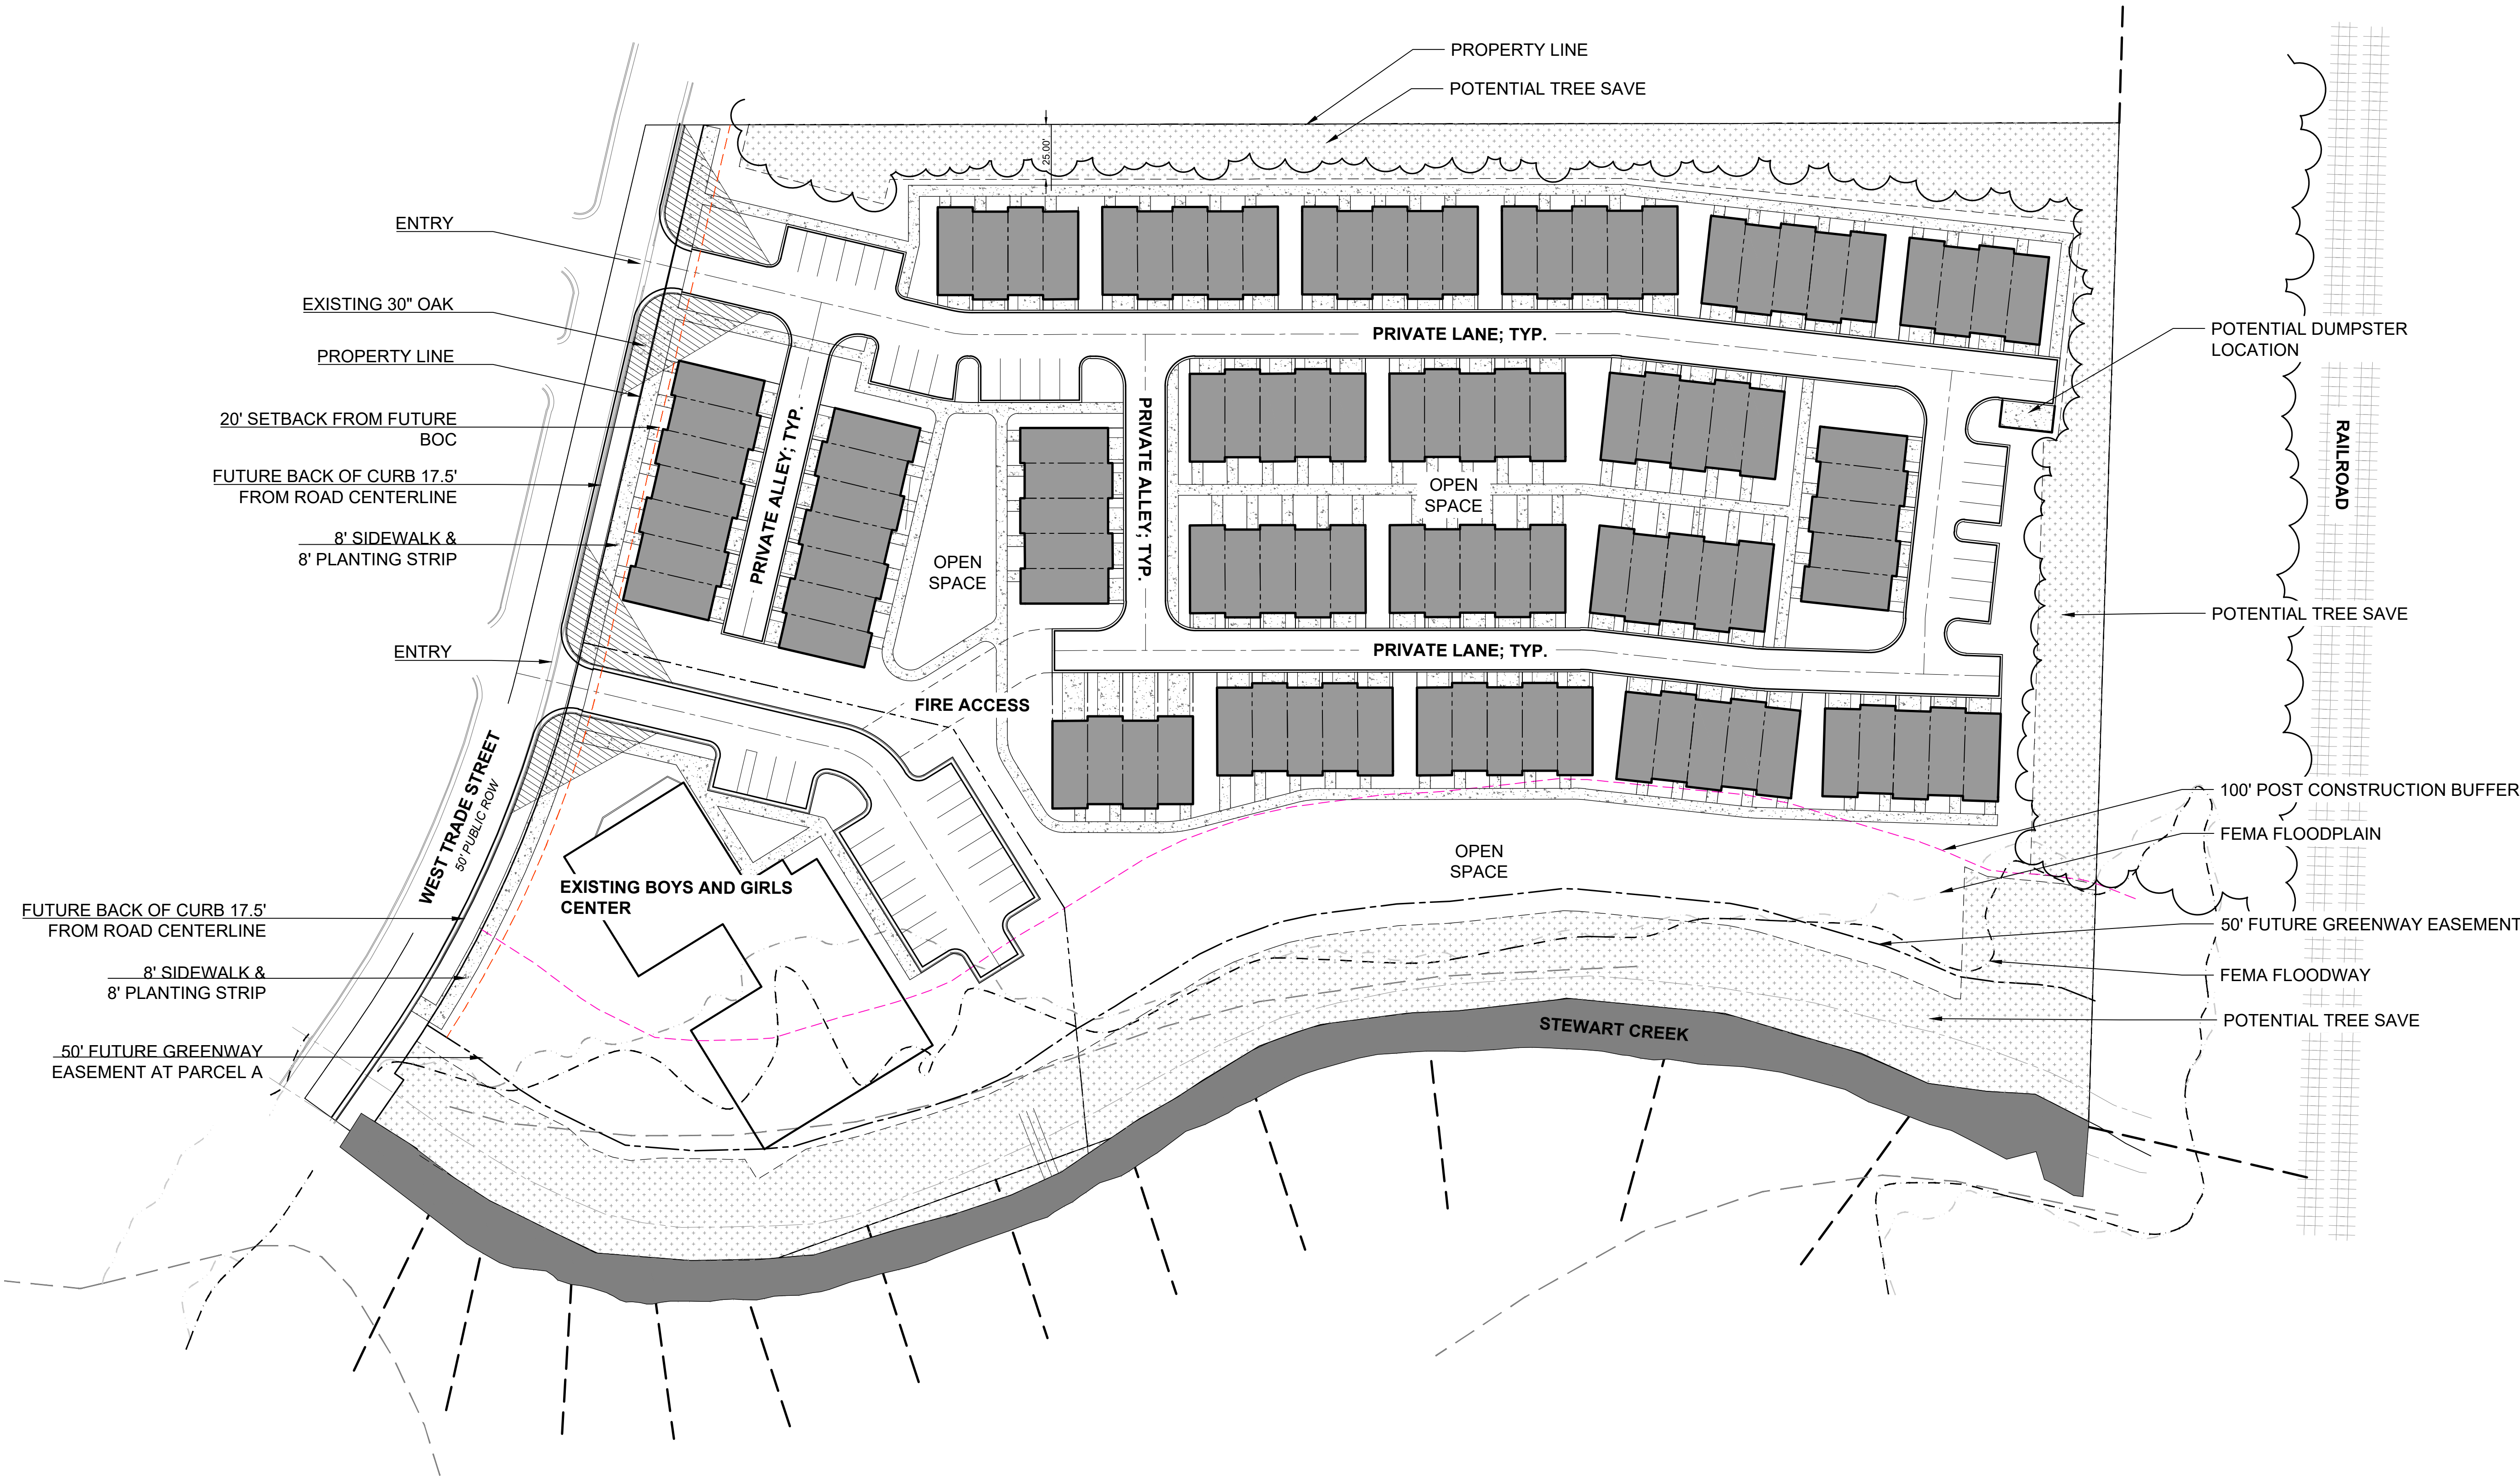 PROPERTY LINE
POTENTIAL TREE SAVE
25.00'
ENTRY
EXISTING 30" OAK
PROPERTY LINE
20' SETBACK FROM FUTURE
BOC
FUTURE BACK OF CURB 17.5'
FROM ROAD CENTERLINE
8' SIDEWALK &
8' PLANTING STRIP
ENTRY
PRIVATE LANE; TYP.
POTENTIAL DUMPSTER
LOCATION
PRIVATE ALLEY; TYP.
PRIVATE ALLEY; TYP.
RAILROAD
OPEN
SPACE
OPEN
SPACE
POTENTIAL TREE SAVE
PRIVATE LANE; TYP.
FIRE ACCESS
WEST TRADE STREET
50' PUBLIC ROW
100' POST CONSTRUCTION BUFFER
FEMA FLOODPLAIN
OPEN
SPACE
EXISTING BOYS AND GIRLS
CENTER
FUTURE BACK OF CURB 17.5'
FROM ROAD CENTERLINE
50' FUTURE GREENWAY EASEMENT
8' SIDEWALK &
8' PLANTING STRIP
FEMA FLOODWAY
STEWART CREEK
POTENTIAL TREE SAVE
50' FUTURE GREENWAY
EASEMENT AT PARCEL A